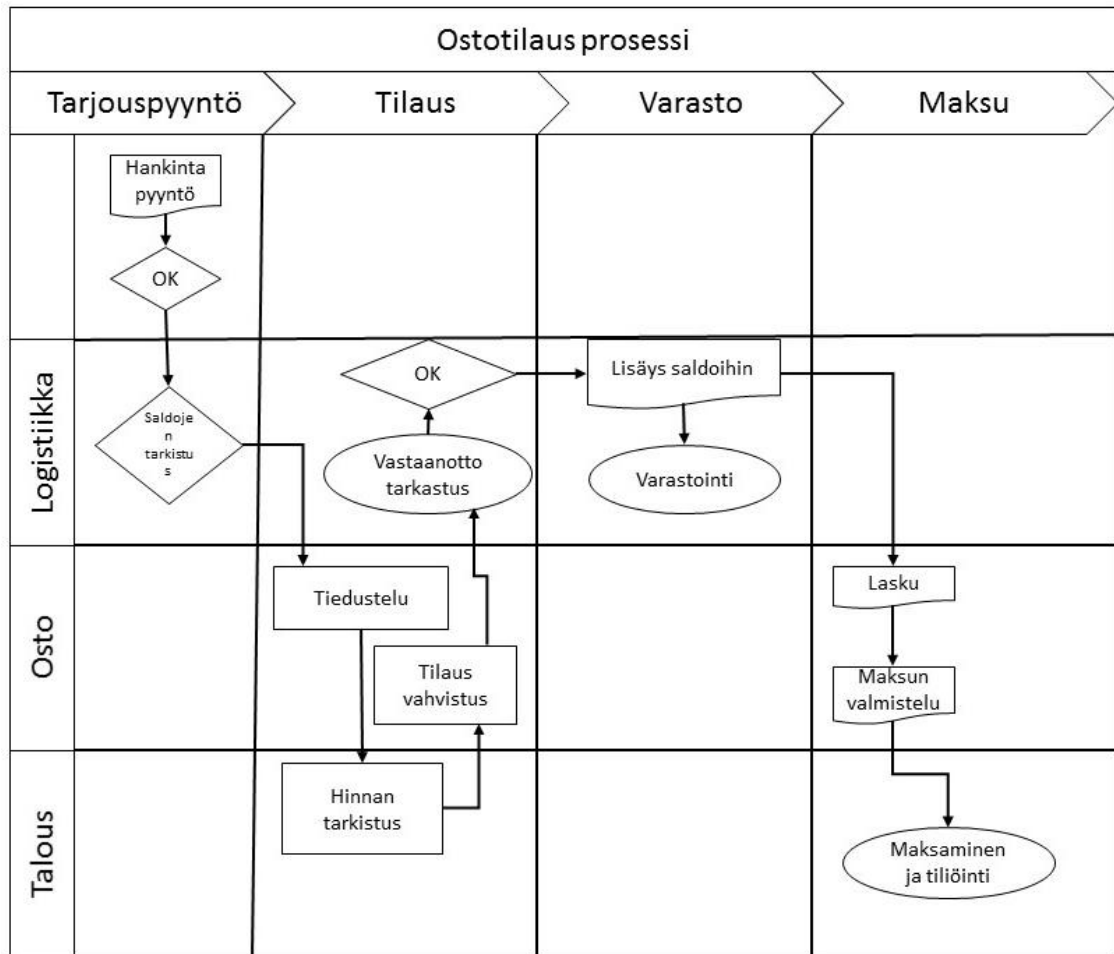 Ostotilaus prosessi
Tarjouspyyntö
Tilaus
Varasto
Maksu
Hankinta
pyyntö
OK
Logistiikka
Saldoje
n
tarkistu
s
OK
Vastaanotto
tarkastus
Lisäys saldoihin
Varastointi
Osto
Tiedustelu
Tilaus
vahvistus
Lasku
Maksun
valmistelu
Talous
Hinnan
tarkistus
Maksaminen
ja tiliöinti